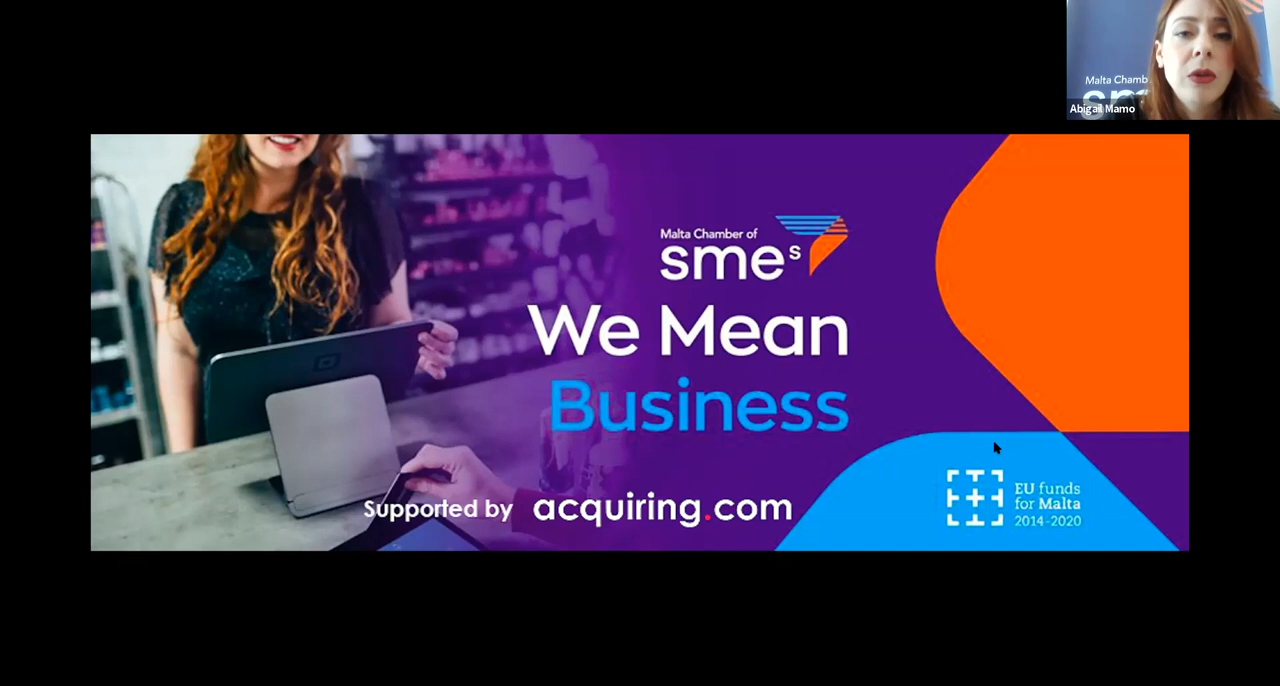 Malta Chamb
sm
Abigail Mamo
Malta Chamber of
smes
We Mean
Business
Supported by acquiring.com
EU funds
for Malta
2014-2020